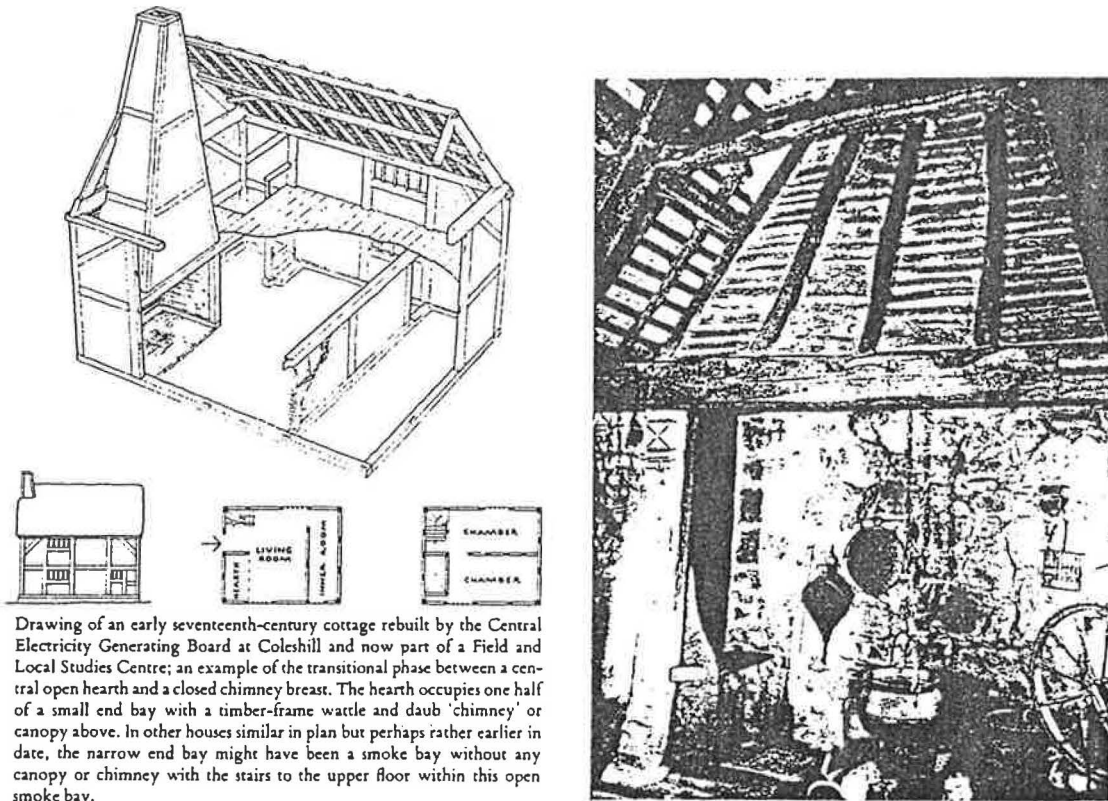 HEARTH
LIVING
ROOM
INNER ROOM
CHAMBER
CHAMBER
Drawing of an early seventeenth-century cottage rebuilt by the Central
Electricity Generating Board at Coleshill and now part of a Field and
Local Studies Centre; an example of the transitional phase between a cen-
tral open hearth and a closed chimney breast. The hearth occupies one half
of a small end bay with a timber-frame wattle and daub 'chimney' or
canopy above. In other houses similar in plan but perhaps rather earlier in
date, the narrow end bay might have been a smoke bay without any
canopy or chimney with the stairs to the upper floor within this open
smoke bay.